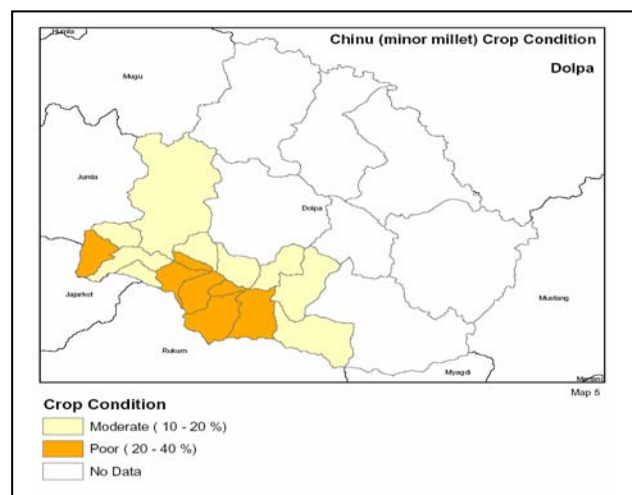 Chinu (minor millet) Crop Condition
Dolpa
Humla
Mugu
Jumla
Dolpa
Jajarkot
Mustang
Rukum
Myagdi
Map 5
Crop Condition
Moderate ( 10 - 20 %)
Poor ( 20 - 40 %)
No Data